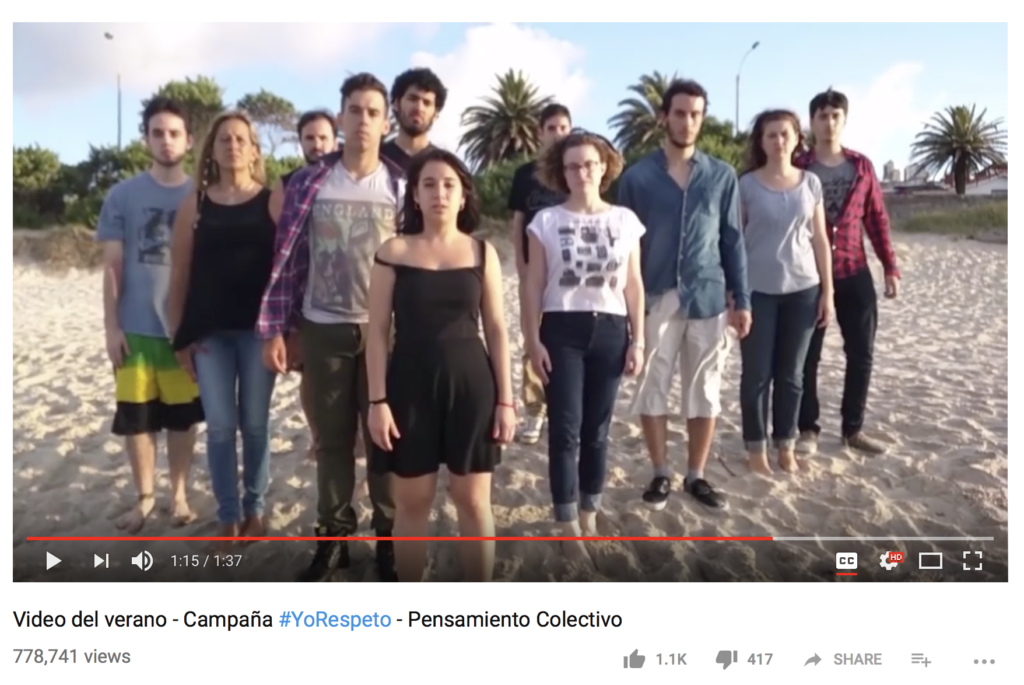 ENGLAND
1:15 / 1:37
CC
HD
Video del verano - Campaña #YoRespeto - Pensamiento Colectivo
778,741 views
1.1K
417
SHARE